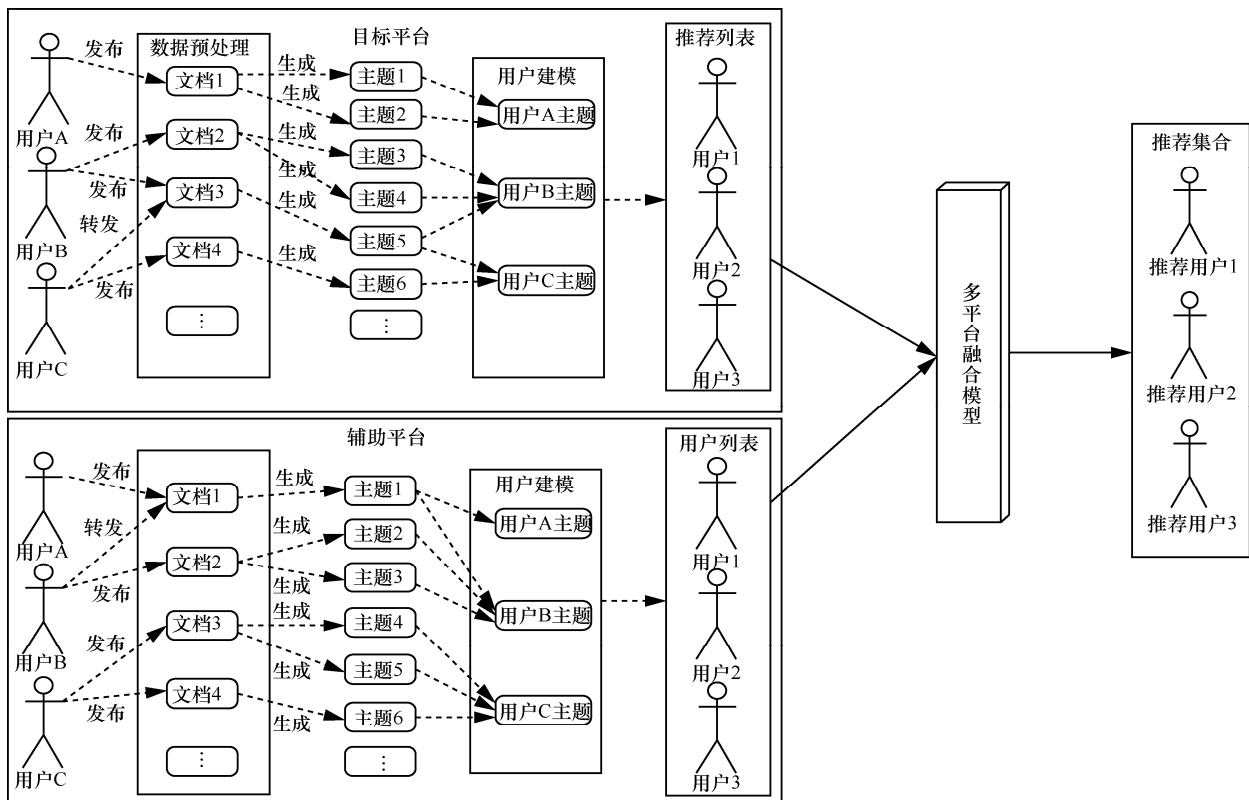 目标平台
数据预处理
用户建模
推荐列表
用户A
用户B
用户C
发布
发布
发布
转发
发布
文档1
文档2
文档3
文档4
⋮
生成
生成
生成
生成
生成
生成
主题1
主题2
主题3
主题4
主题5
主题6
⋮
用户A主题
用户B主题
用户C主题
用户1
用户2
用户3
辅助平台
用户建模
用户列表
用户A
用户B
用户C
发布
转发
发布
发布
发布
文档1
文档2
文档3
文档4
⋮
生成
生成
生成
生成
生成
生成
主题1
主题2
主题3
主题4
主题5
主题6
⋮
用户A主题
用户B主题
用户C主题
用户1
用户2
用户3
多平台融合模型
推荐集合
推荐用户1
推荐用户2
推荐用户3